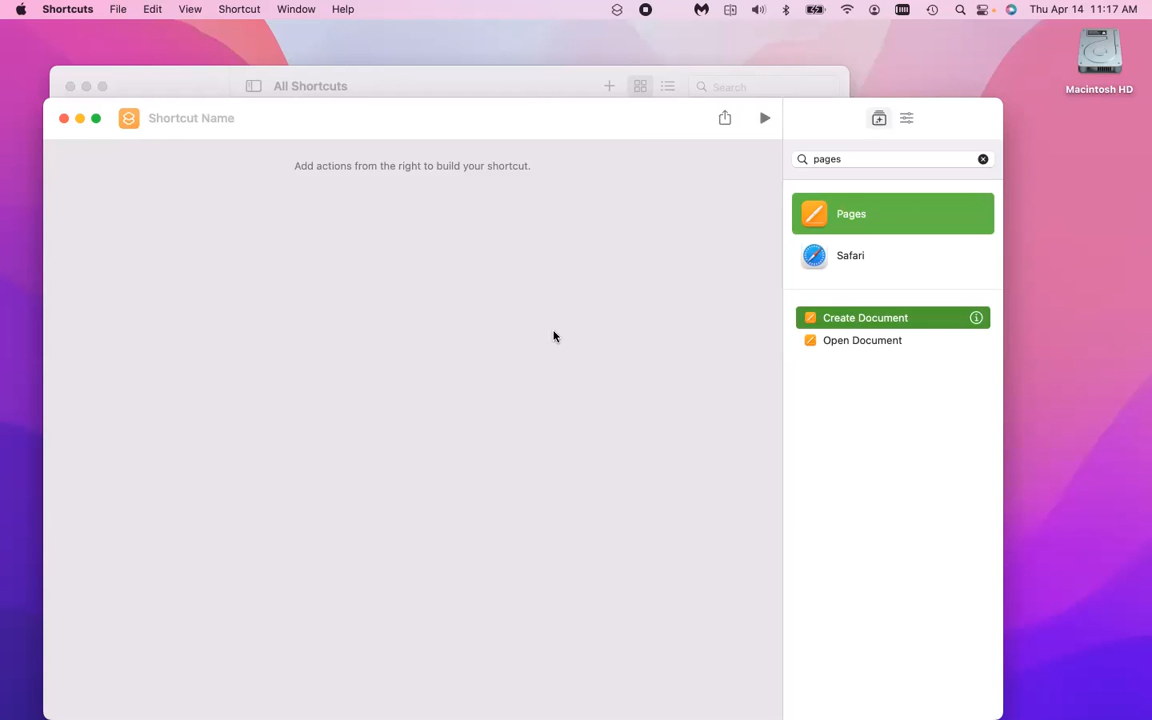 Shortcuts File Edit View Shortcut Window Help Thu Apr 14 11:17 AM
Macintosh HD
All Shortcuts Search
Shortcut Name
Add actions from the right to build your shortcut.
pages
Pages
Safari
Create Document
Open Document